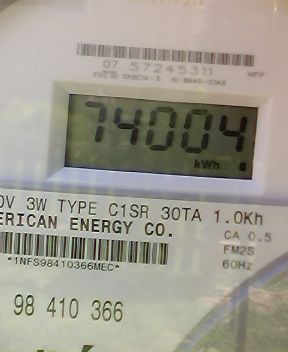 07 57245311
74004
kWh
0V 3W TYPE C1SR 30TA 1.0Kh
ERICAN ENERGY CO.
CA 0.5
FM2S
60Hz
*1NFS98410366MEC*
98 410 366